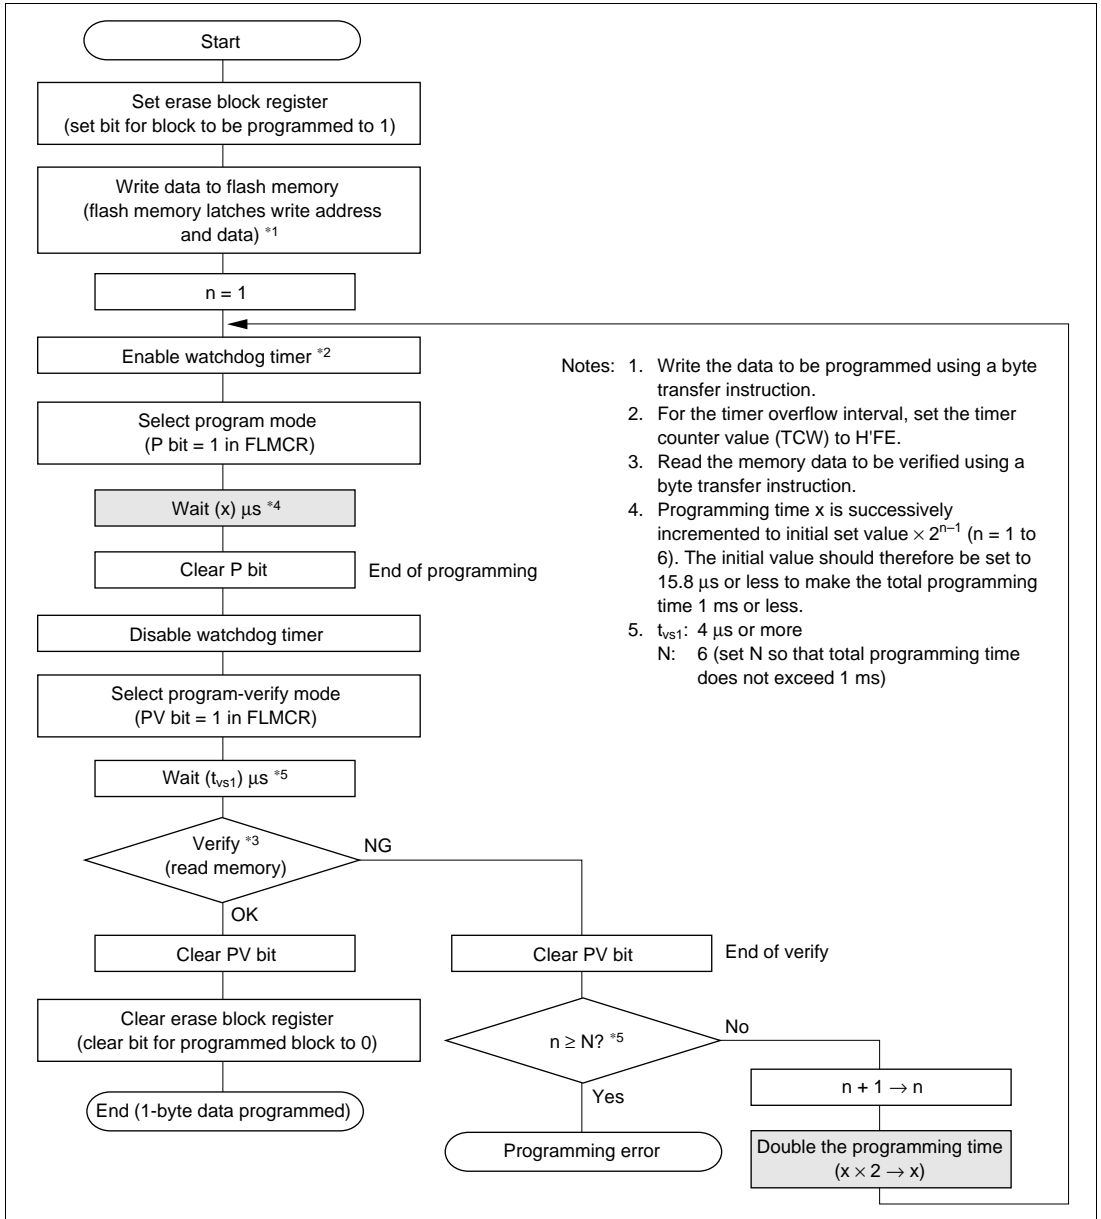 Start
Set erase block register
(set bit for block to be programmed to 1)
Write data to flash memory
(flash memory latches write address
and data) *1
n = 1
Enable watchdog timer *2
Select program mode
(P bit = 1 in FLMCR)
Wait (x) μs *4
Clear P bit
End of programming
Disable watchdog timer
Select program-verify mode
(PV bit = 1 in FLMCR)
Wait (tvs1) μs *5
Verify *3
(read memory)
NG
OK
Clear PV bit
Clear erase block register
(clear bit for programmed block to 0)
End (1-byte data programmed)
Clear PV bit
End of verify
n ≥ N? *5
No
Yes
Programming error
n + 1 → n
Double the programming time
(x × 2 → x)
Notes: 1. Write the data to be programmed using a byte
transfer instruction.
2. For the timer overflow interval, set the timer
counter value (TCW) to H'FE.
3. Read the memory data to be verified using a
byte transfer instruction.
4. Programming time x is successively
incremented to initial set value × 2^n–1 (n = 1 to
6). The initial value should therefore be set to
15.8 μs or less to make the total programming
time 1 ms or less.
5. tvs1: 4 μs or more
N: 6 (set N so that total programming time
does not exceed 1 ms)